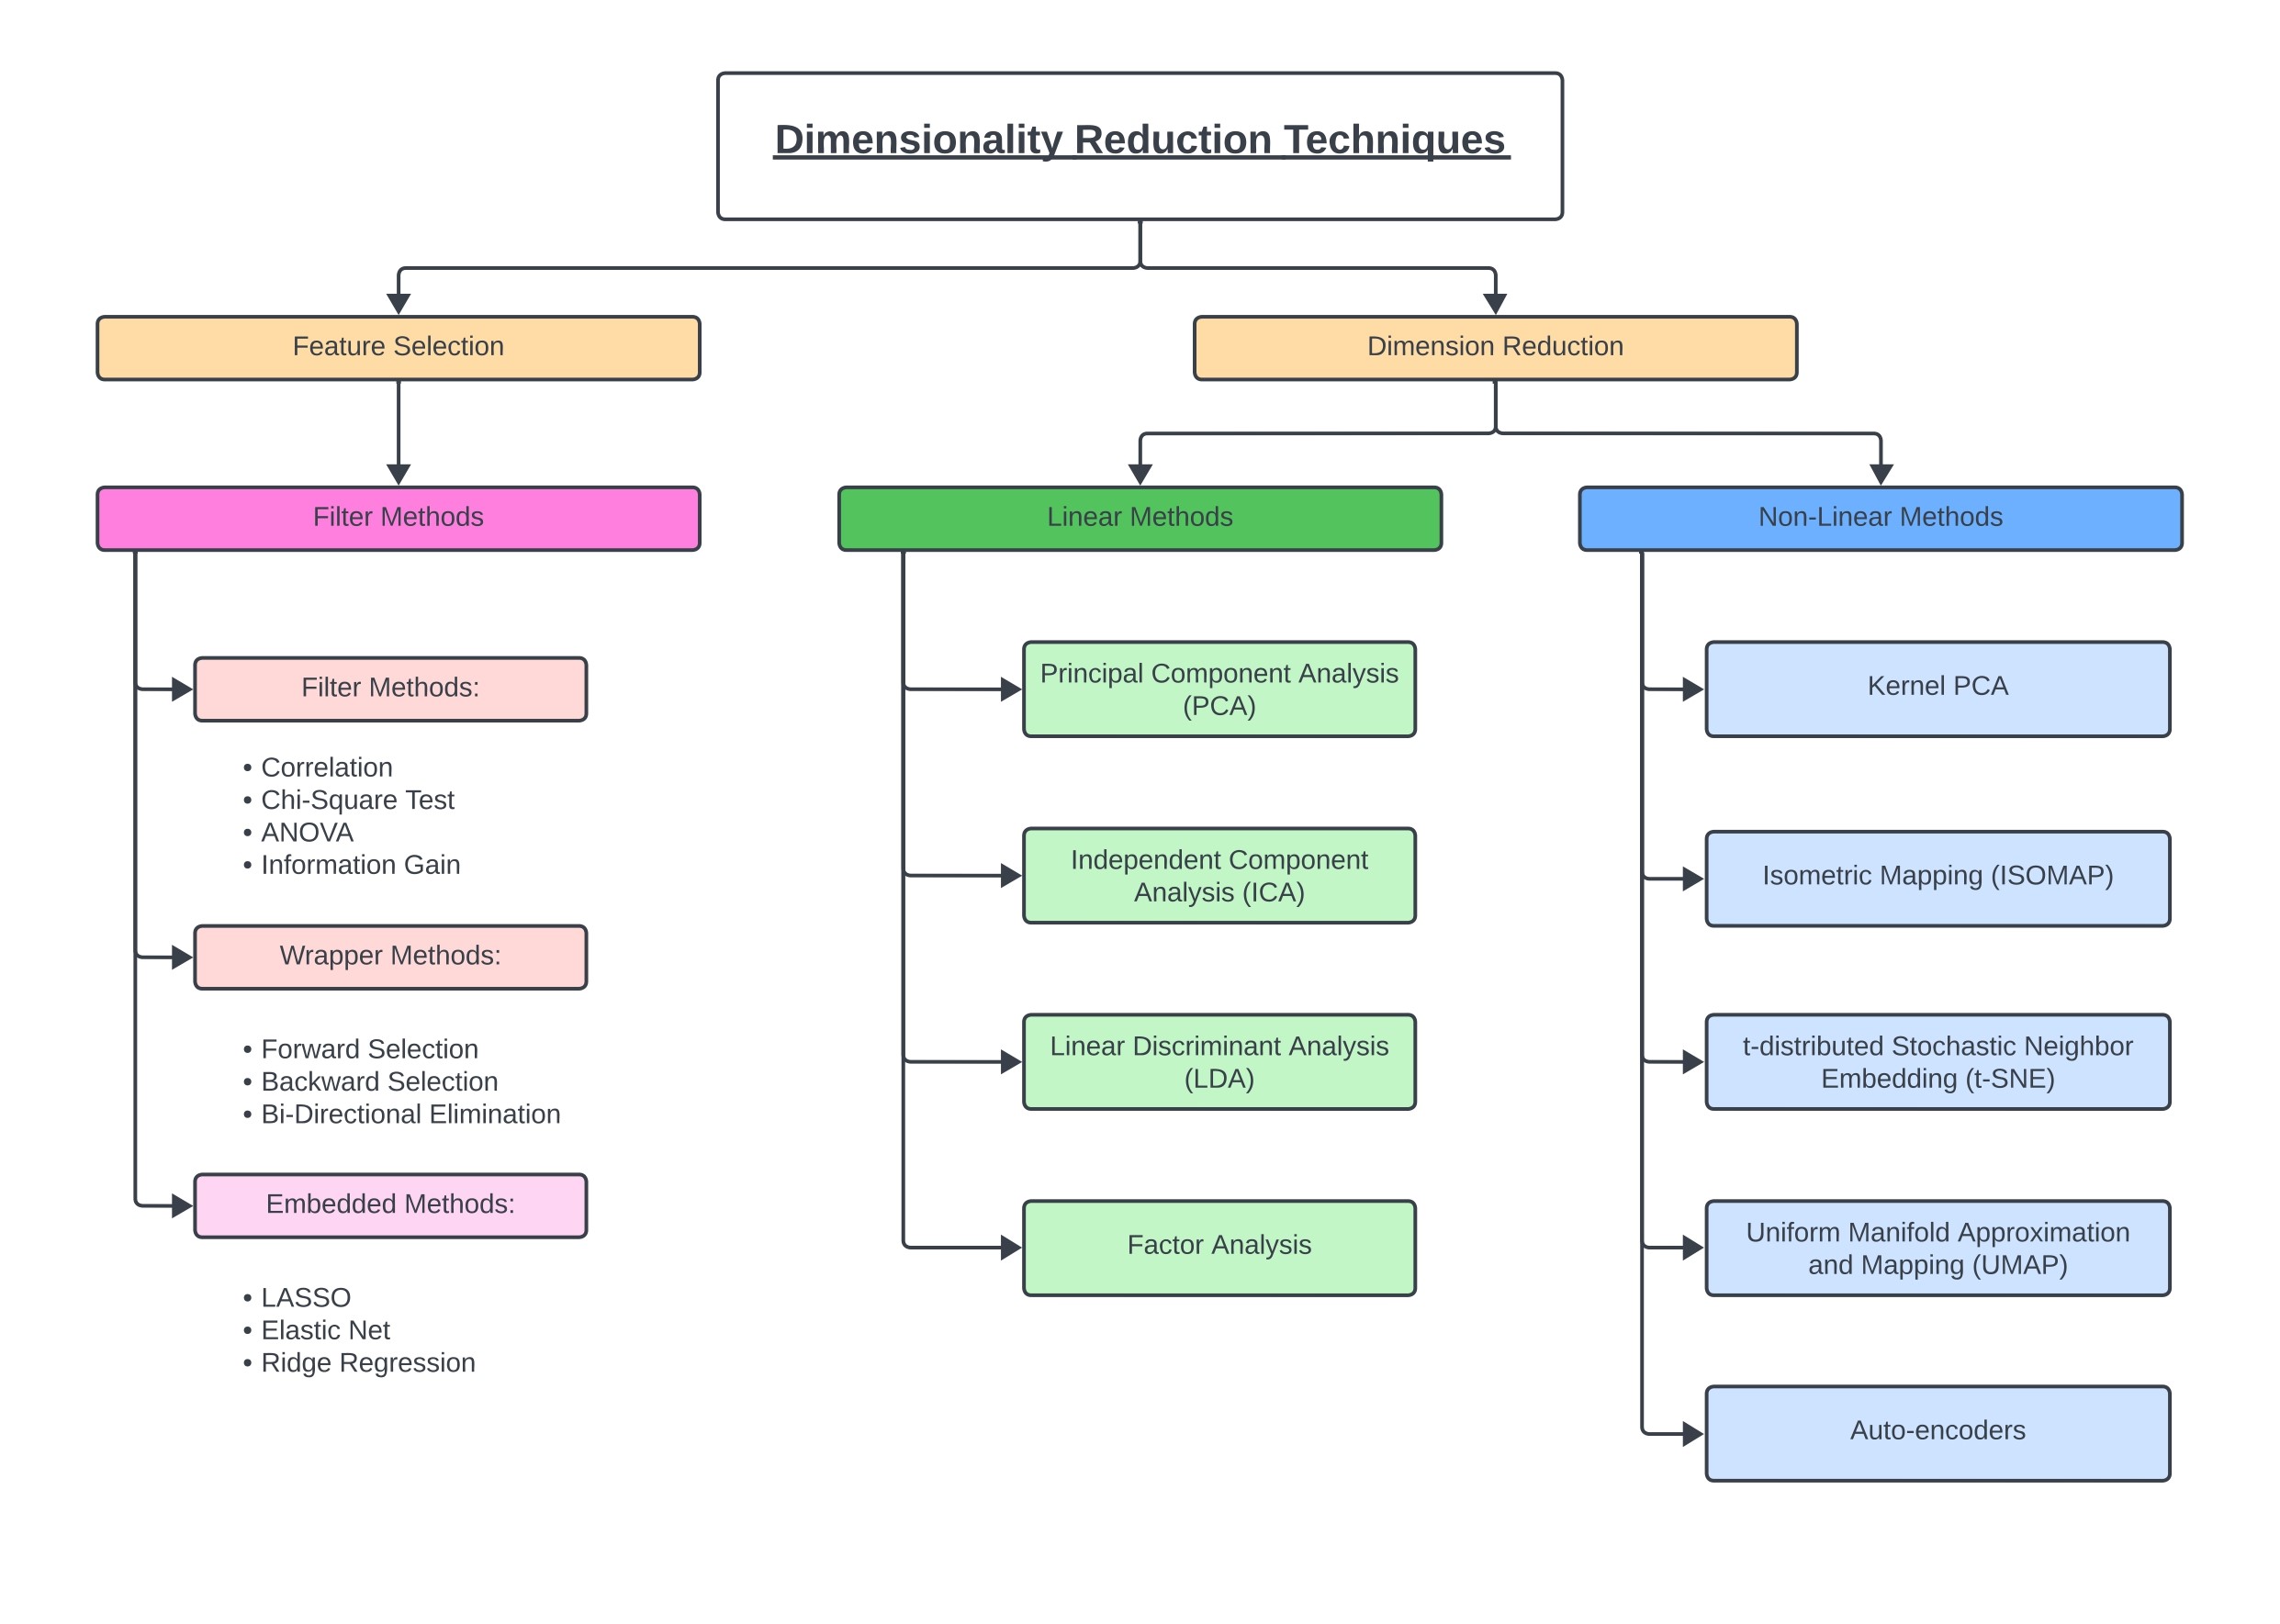 Dimensionality Reduction Techniques
Feature Selection
Dimension Reduction
Filter Methods
Linear Methods
Non-Linear Methods
Filter Methods:
• Correlation
• Chi-Square Test
• ANOVA
• Information Gain
Wrapper Methods:
• Forward Selection
• Backward Selection
• Bi-Directional Elimination
Embedded Methods:
• LASSO
• Elastic Net
• Ridge Regression
Principal Component Analysis
(PCA)
Independent Component
Analysis (ICA)
Linear Discriminant Analysis
(LDA)
Factor Analysis
Kernel PCA
Isometric Mapping (ISOMAP)
t-distributed Stochastic Neighbor
Embedding (t-SNE)
Uniform Manifold Approximation
and Mapping (UMAP)
Auto-encoders